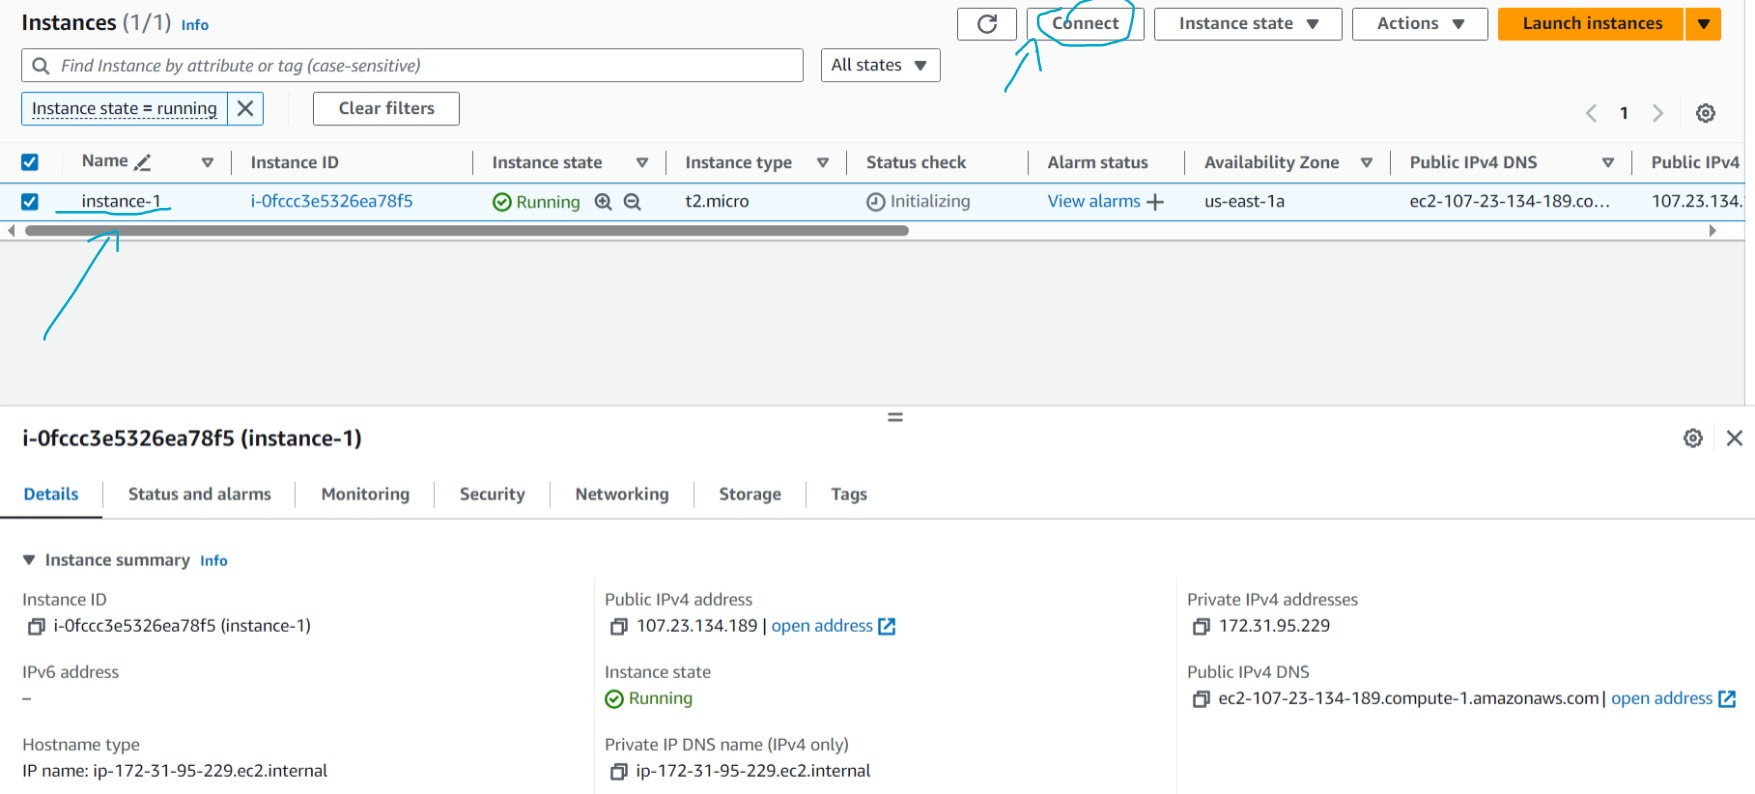 Instances (1/1) Info
Connect
Instance state
Actions
Launch instances
Find Instance by attribute or tag (case-sensitive)
All states
Instance state = running
Clear filters
1
Name Instance ID Instance state Instance type Status check Alarm status Availability Zone Public IPv4 DNS Public IPv4
instance-1 i-0fccc3e5326ea78f5 Running t2.micro Initializing View alarms us-east-1a ec2-107-23-134-189.co... 107.23.134.
i-0fccc3e5326ea78f5 (instance-1)
Details Status and alarms Monitoring Security Networking Storage Tags
Instance summary Info
Instance ID
i-0fccc3e5326ea78f5 (instance-1)
Public IPv4 address
107.23.134.189 | open address
Private IPv4 addresses
172.31.95.229
IPv6 address
–
Instance state
Running
Public IPv4 DNS
ec2-107-23-134-189.compute-1.amazonaws.com | open address
Hostname type
IP name: ip-172-31-95-229.ec2.internal
Private IP DNS name (IPv4 only)
ip-172-31-95-229.ec2.internal